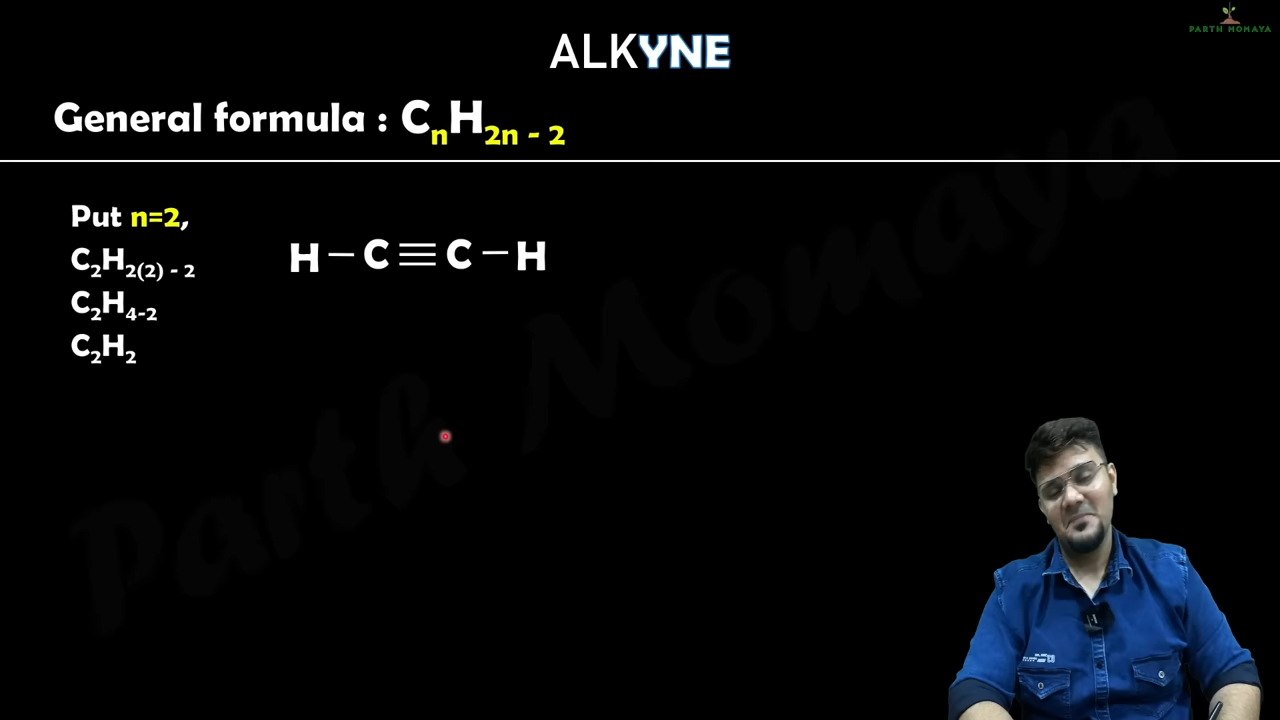 PARTH MOMAYA
ALKYNE
General formula : CₙH₂ₙ ₋ ₂
Put n=2,
C₂H₂₍₂₎ ₋ ₂
H – C ≡ C – H
C₂H₄₋₂
C₂H₂
Parth Momaya